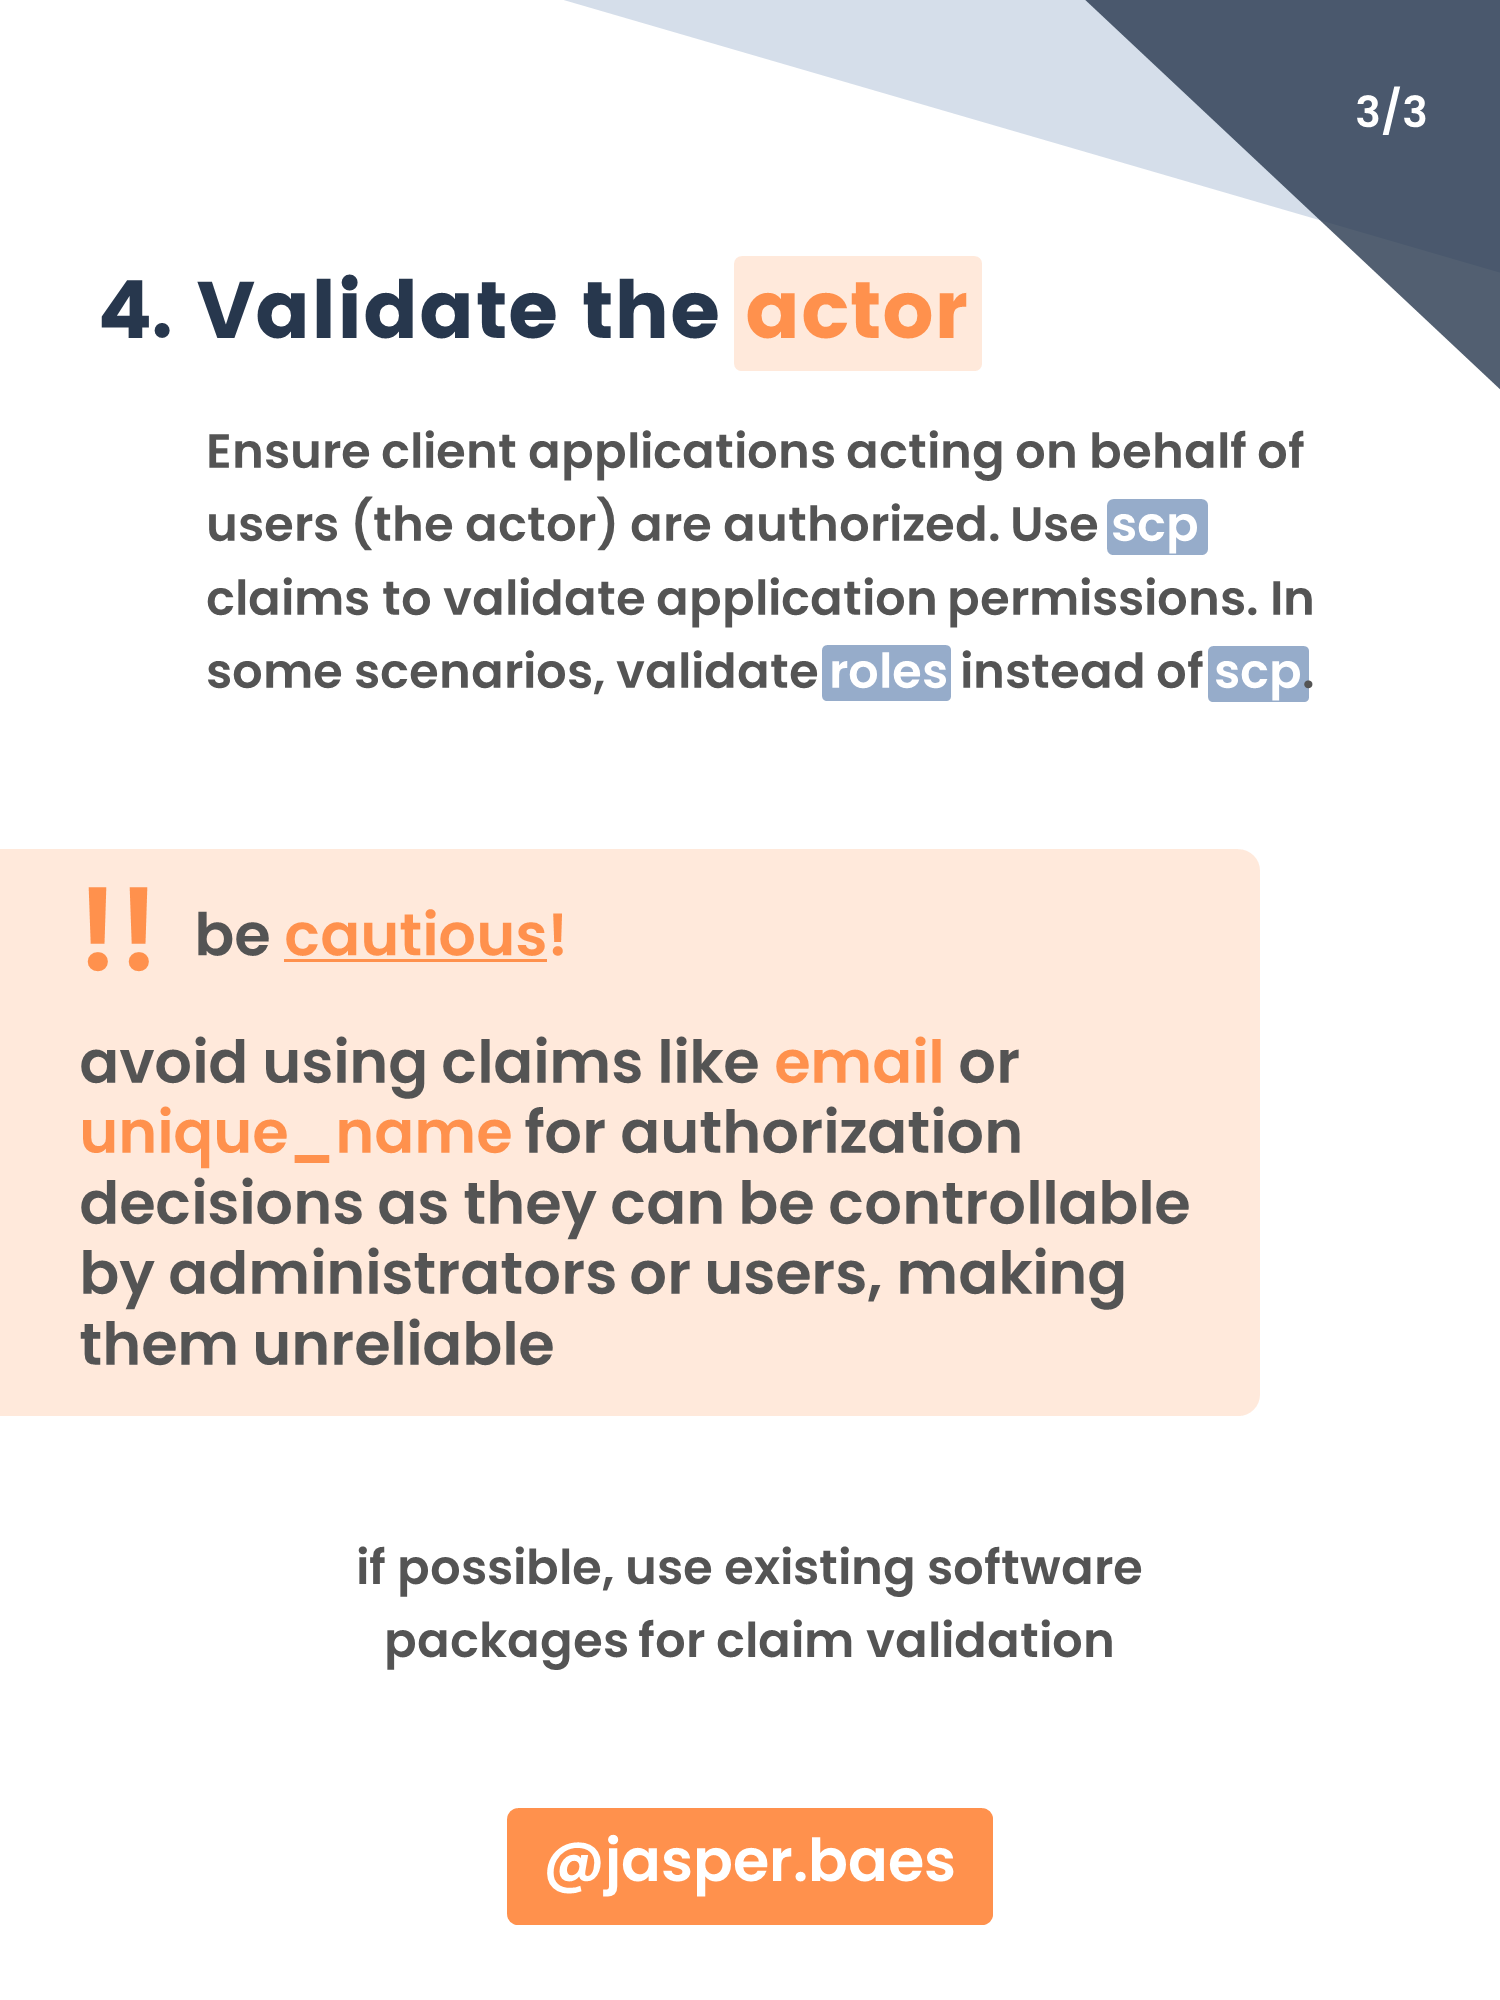 3/3
4. Validate the actor
Ensure client applications acting on behalf of
users (the actor) are authorized. Use scp
claims to validate application permissions. In
some scenarios, validate roles instead of scp.
!! be cautious!
avoid using claims like email or
unique_name for authorization
decisions as they can be controllable
by administrators or users, making
them unreliable
if possible, use existing software
packages for claim validation
@jasper.baes